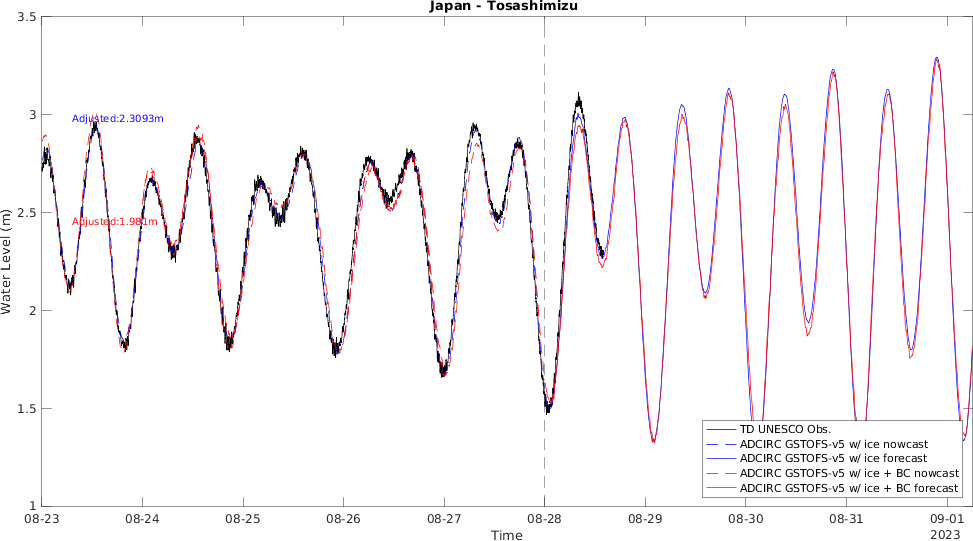 Japan - Tosashimizu
3.5
3
2.5
2
1.5
1
Water Level (m)
Adjusted:2.3093m
Adjusted:1.981m
TD UNESCO Obs.
ADCIRC GSTOFS-v5 w/ ice nowcast
ADCIRC GSTOFS-v5 w/ ice forecast
ADCIRC GSTOFS-v5 w/ ice + BC nowcast
ADCIRC GSTOFS-v5 w/ ice + BC forecast
08-23 08-24 08-25 08-26 08-27 08-28 08-29 08-30 08-31 09-01
2023
Time